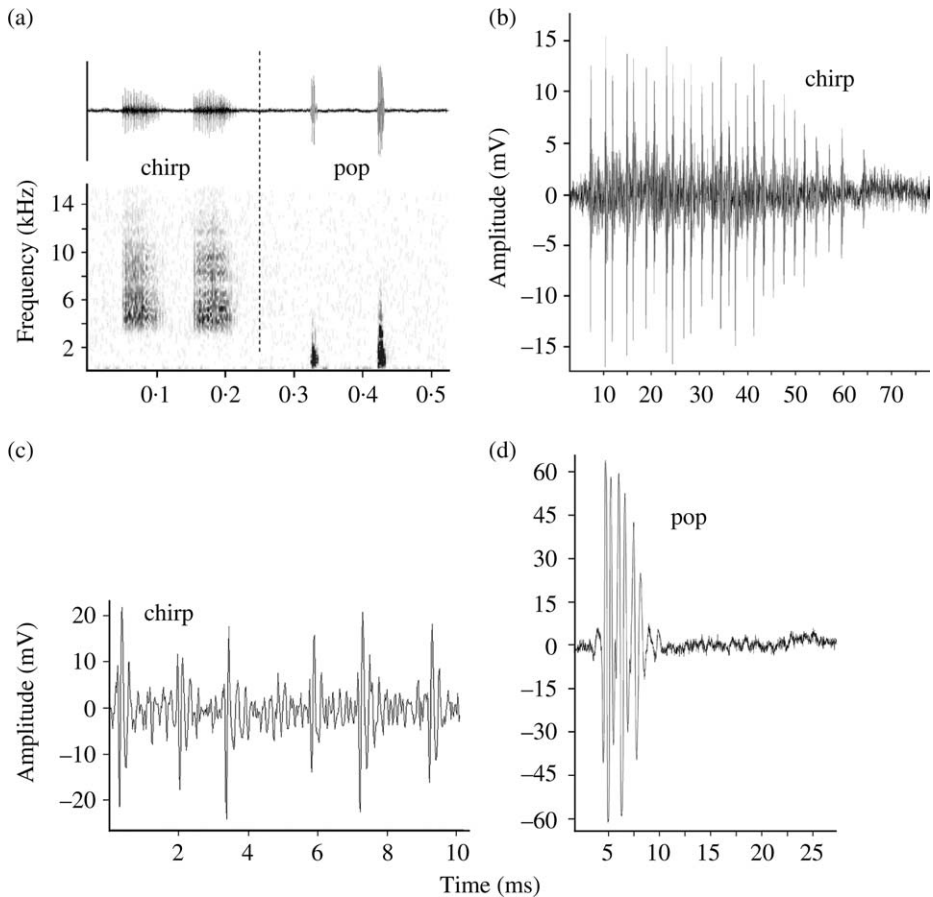 (a)
chirp
pop
Frequency (kHz)
14
10
6
2
0·1 0·2 0·3 0·4 0·5
(b)
chirp
Amplitude (mV)
15
10
5
0
–5
–10
–15
10 20 30 40 50 60 70
(c)
chirp
Amplitude (mV)
20
10
0
–10
–20
2 4 6 8 10
(d)
pop
60
45
30
15
0
–15
–30
–45
–60
5 10 15 20 25
Time (ms)